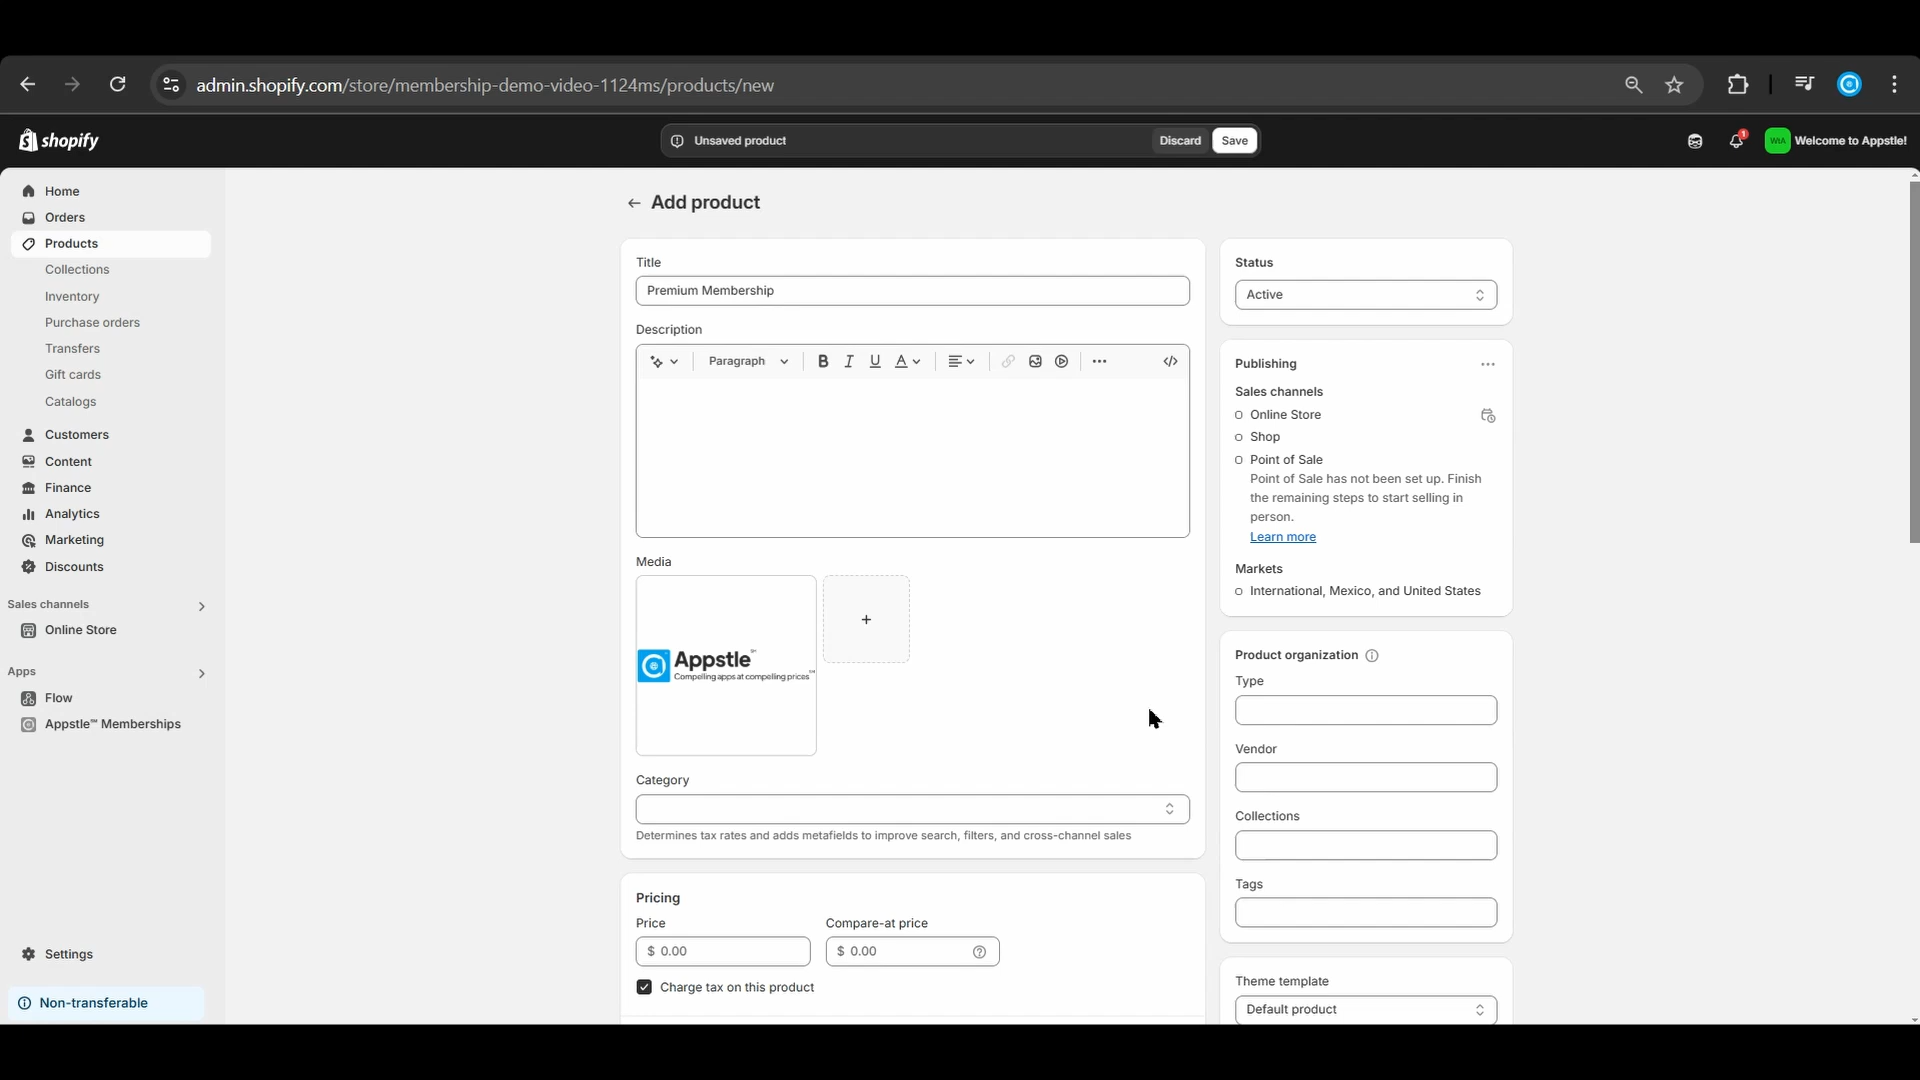 admin.shopify.com/store/membership-demo-video-1124ms/products/new
shopify
Unsaved product
Discard
Save
1
WIA
Welcome to Appstle!
Home
Orders
Products
Collections
Inventory
Purchase orders
Transfers
Gift cards
Catalogs
Customers
Content
Finance
Analytics
Marketing
Discounts
Sales channels
Online Store
Apps
Flow
Appstle™ Memberships
Settings
Non-transferable
Add product
Title
Premium Membership
Description
Paragraph
B I U A
Media
Appstle℠
Compelling apps at compelling prices™
Category
Determines tax rates and adds metafields to improve search, filters, and cross-channel sales
Pricing
Price
Compare-at price
$ 0.00
$ 0.00
Charge tax on this product
Status
Active
Publishing
Sales channels
Online Store
Shop
Point of Sale
Point of Sale has not been set up. Finish
the remaining steps to start selling in
person.
Learn more
Markets
International, Mexico, and United States
Product organization
Type
Vendor
Collections
Tags
Theme template
Default product